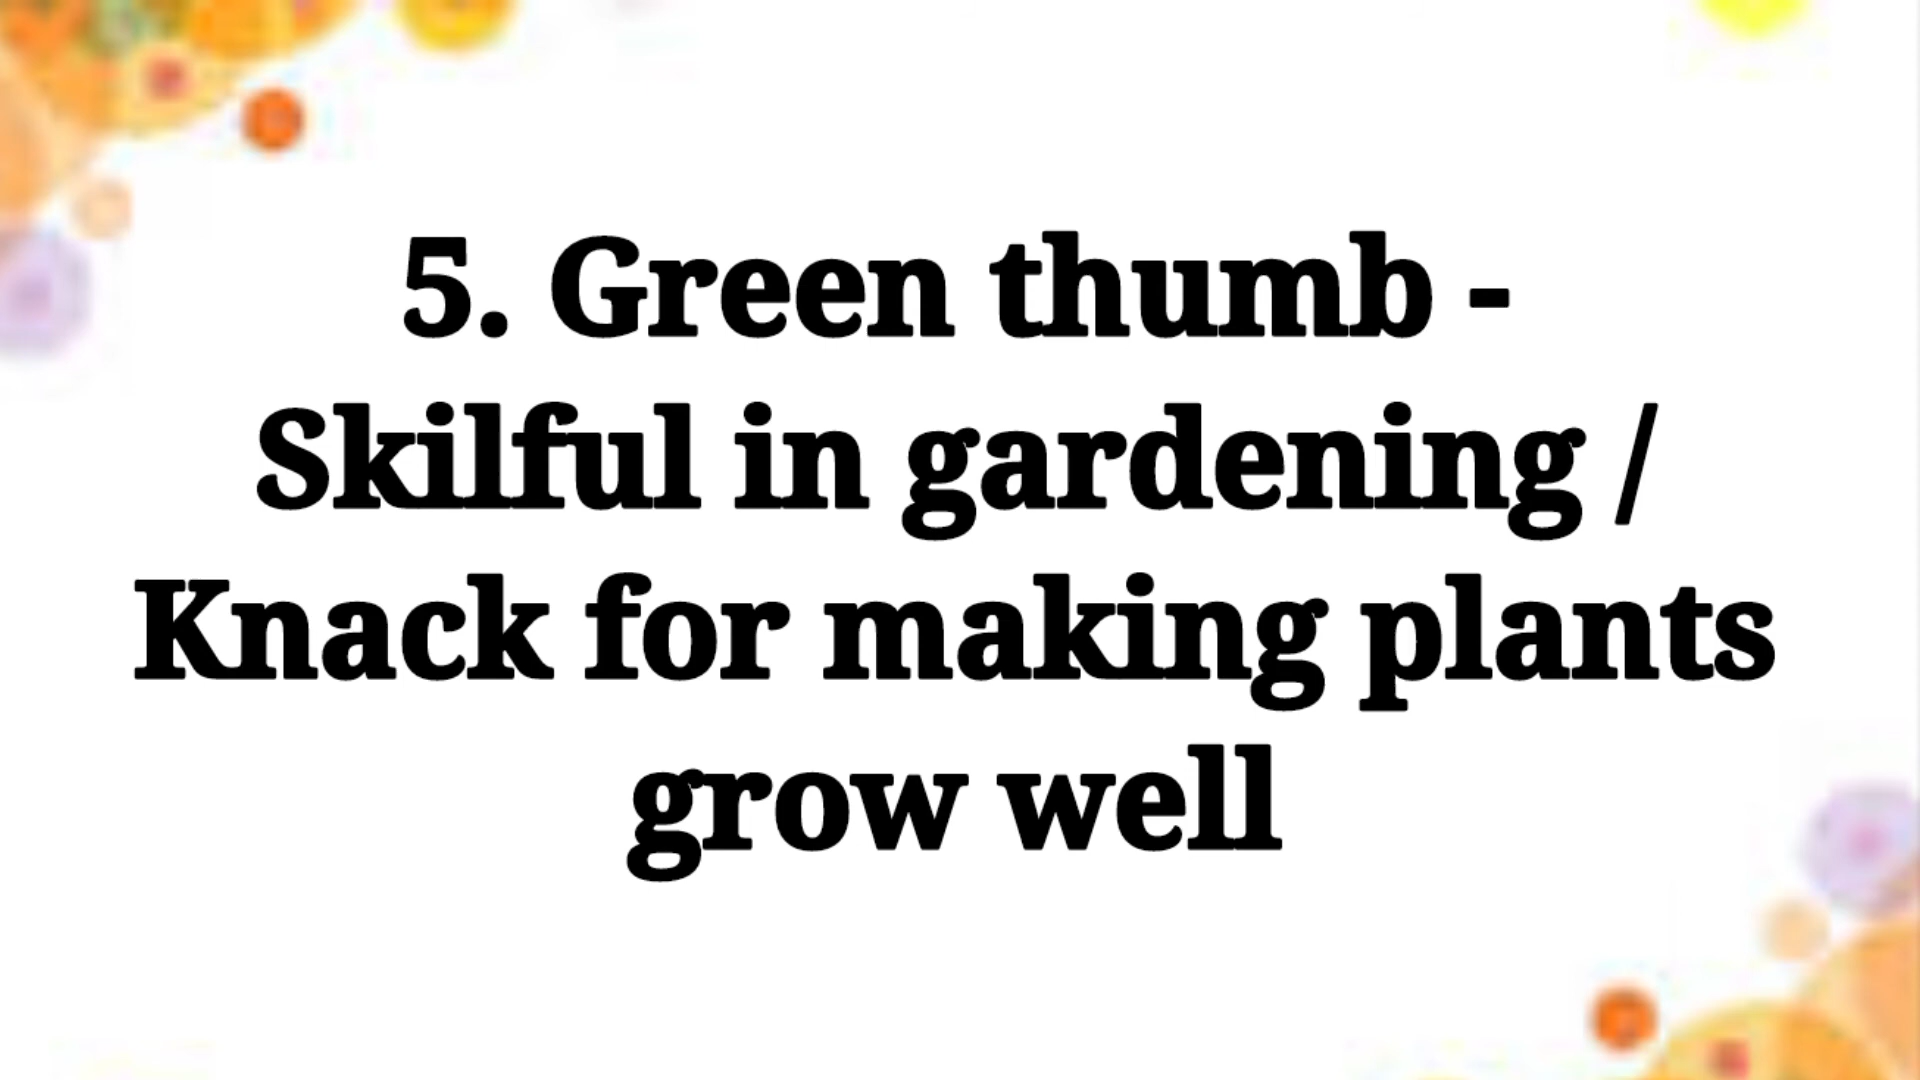 5. Green thumb -
Skilful in gardening /
Knack for making plants
grow well